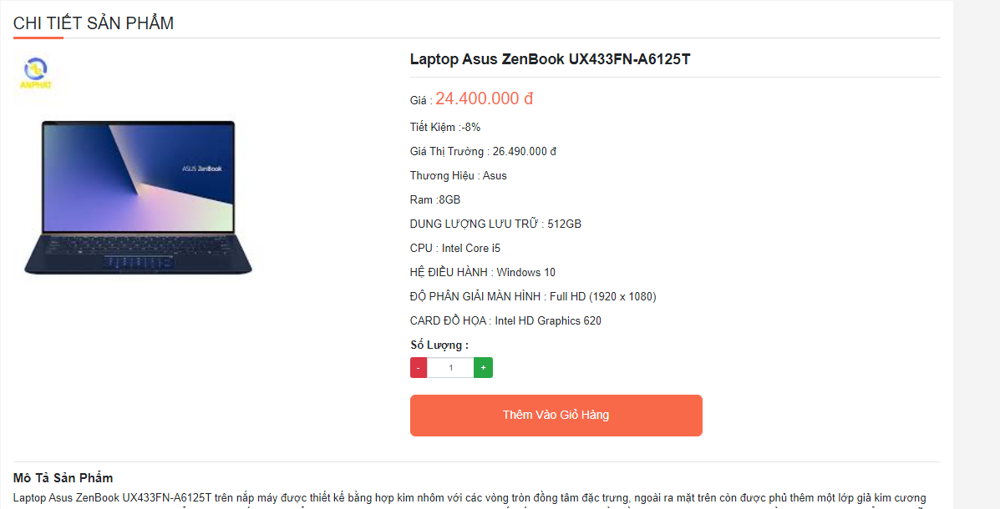 CHI TIẾT SẢN PHẨM
ANPHAT
ASUS ZenBook
Laptop Asus ZenBook UX433FN-A6125T
Giá : 24.400.000 đ
Tiết Kiệm :-8%
Giá Thị Trường : 26.490.000 đ
Thương Hiệu : Asus
Ram :8GB
DUNG LƯỢNG LƯU TRỮ : 512GB
CPU : Intel Core i5
HỆ ĐIỀU HÀNH : Windows 10
ĐỘ PHÂN GIẢI MÀN HÌNH : Full HD (1920 x 1080)
CARD ĐỒ HỌA : Intel HD Graphics 620
Số Lượng :
- 1 +
Thêm Vào Giỏ Hàng
Mô Tả Sản Phẩm
Laptop Asus ZenBook UX433FN-A6125T trên nắp máy được thiết kế bằng hợp kim nhôm với các vòng tròn đồng tâm đặc trưng, ngoài ra mặt trên còn được phủ thêm một lớp giả kim cương